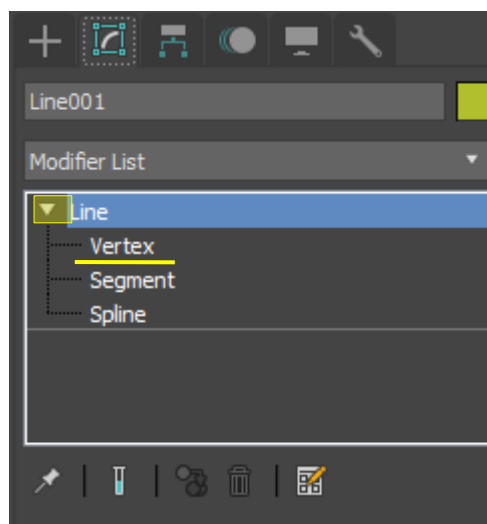 Line001
Modifier List
Line
Vertex
Segment
Spline